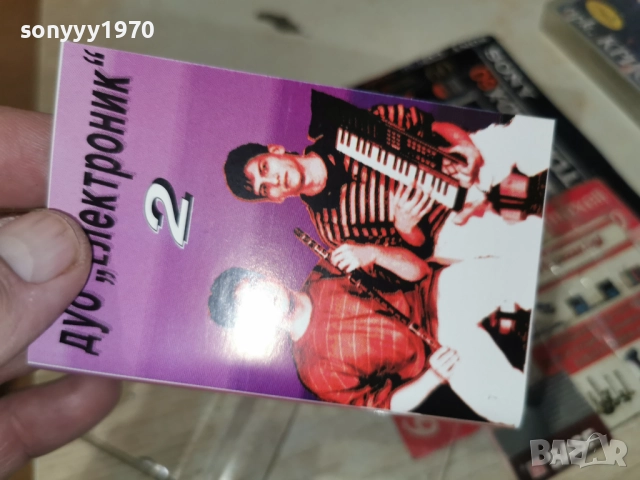 sonyyy1970
дуо „Електроник“
2
SONY
BAZAR